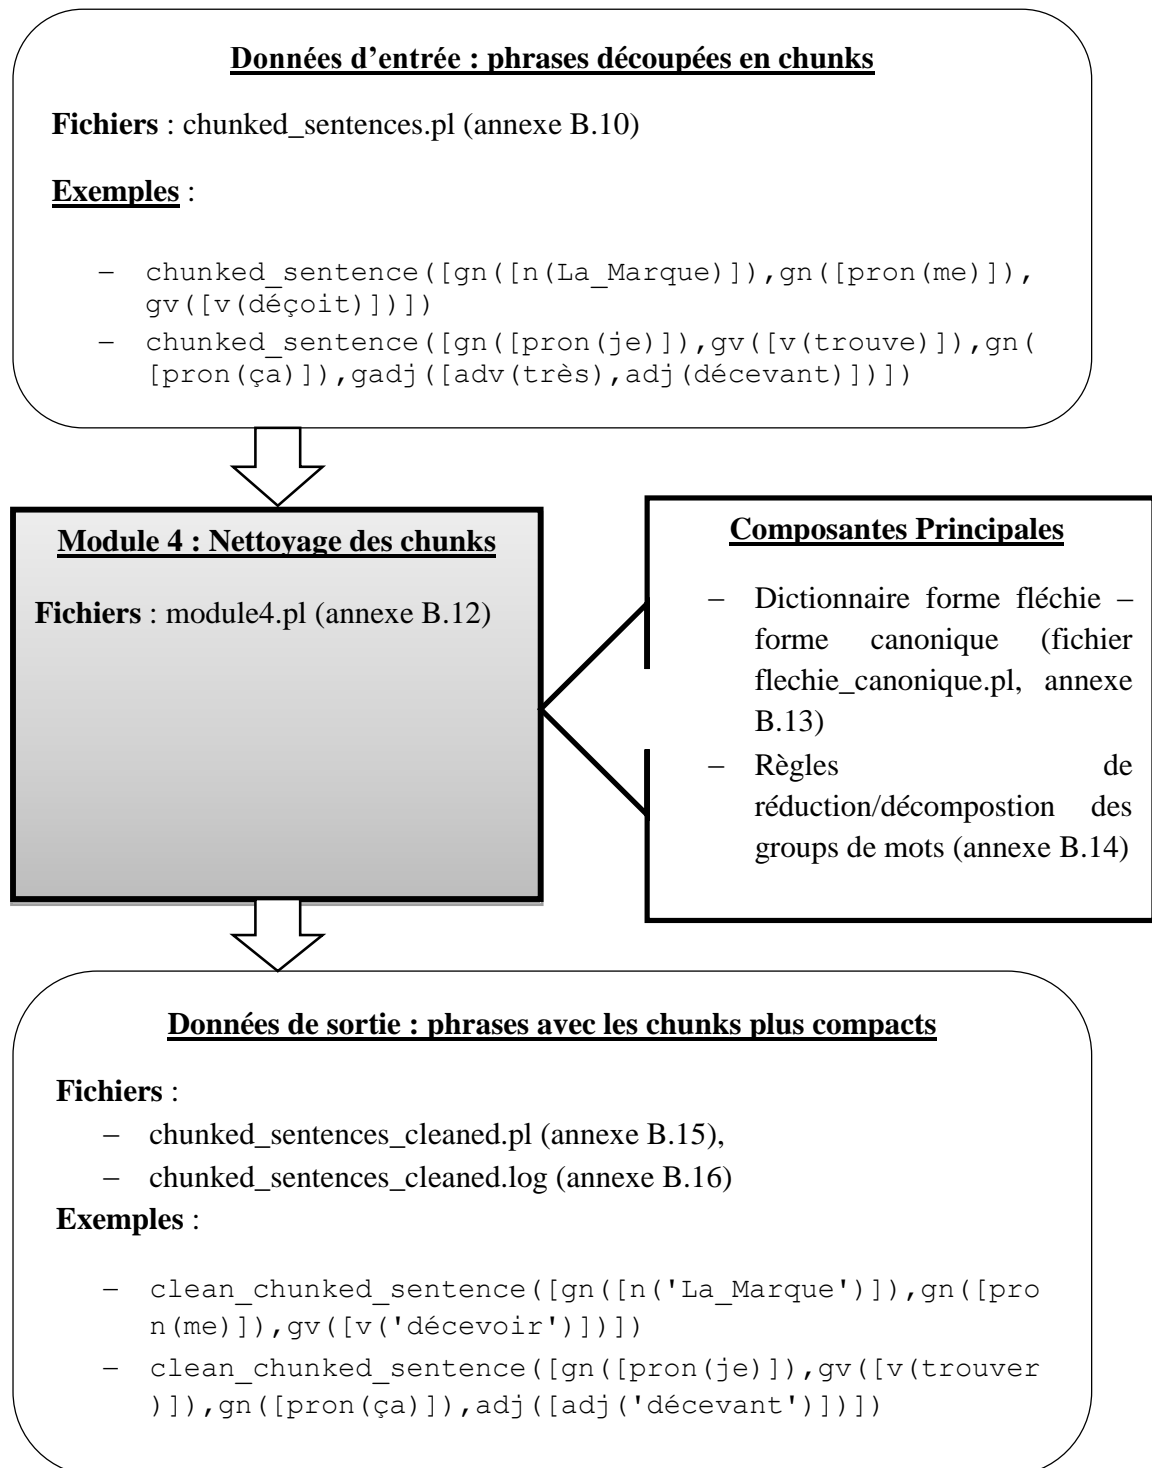 Données d'entrée : phrases découpées en chunks
Fichiers : chunked_sentences.pl (annexe B.10)
Exemples :
– chunked_sentence([gn([n(La_Marque)]),gn([pron(me)]),
gv([v(déçoit)])])
– chunked_sentence([gn([pron(je)]),gv([v(trouve)]),gn(
[pron(ça)]),gadj([adv(très),adj(décevant)])])
Module 4 : Nettoyage des chunks
Fichiers : module4.pl (annexe B.12)
Composantes Principales
– Dictionnaire forme fléchie –
forme canonique (fichier
flechie_canonique.pl, annexe
B.13)
– Règles de
réduction/décompostion des
groups de mots (annexe B.14)
Données de sortie : phrases avec les chunks plus compacts
Fichiers :
– chunked_sentences_cleaned.pl (annexe B.15),
– chunked_sentences_cleaned.log (annexe B.16)
Exemples :
– clean_chunked_sentence([gn([n('La_Marque')]),gn([pro
n(me)]),gv([v('décevoir')])])
– clean_chunked_sentence([gn([pron(je)]),gv([v(trouver
)]),gn([pron(ça)]),adj([adj('décevant')])])